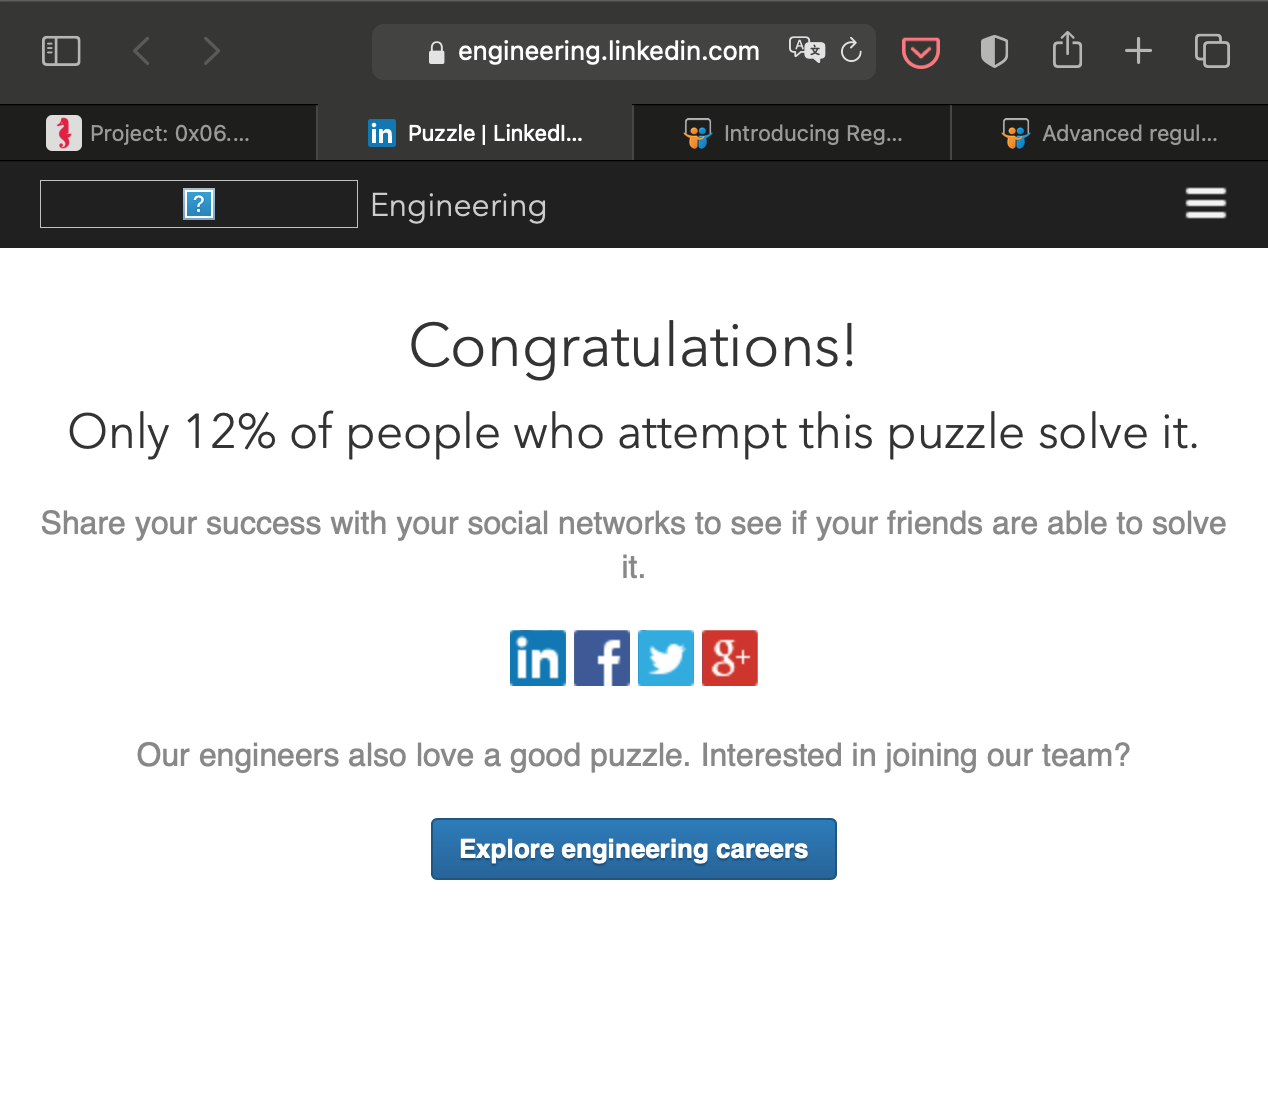 engineering.linkedin.com
Project: 0x06....
Puzzle | LinkedI...
Introducing Reg...
Advanced regul...
? Engineering
Congratulations!
Only 12% of people who attempt this puzzle solve it.
Share your success with your social networks to see if your friends are able to solve
it.
in f g+
Our engineers also love a good puzzle. Interested in joining our team?
Explore engineering careers